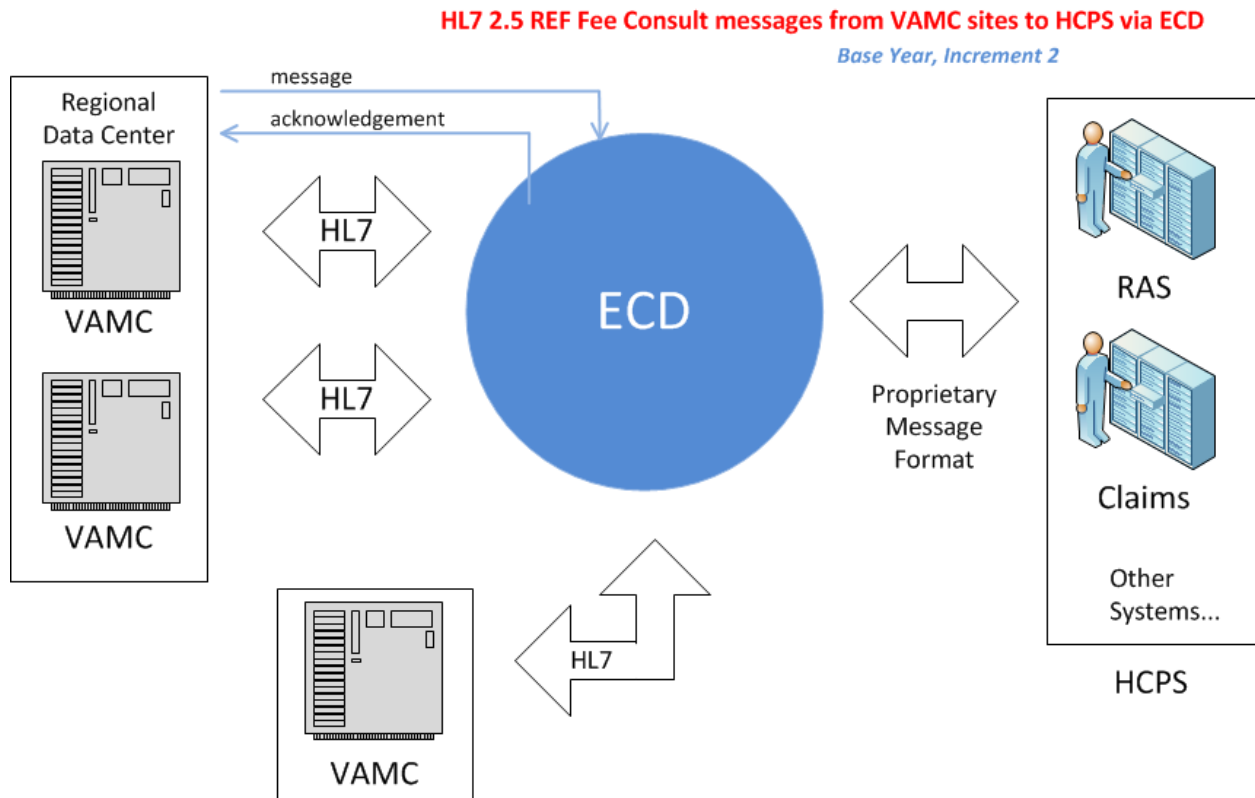 HL7 2.5 REF Fee Consult messages from VAMC sites to HCPS via ECD
Base Year, Increment 2
message
acknowledgement
Regional
Data Center
VAMC
VAMC
HL7
HL7
ECD
Proprietary
Message
Format
RAS
Claims
Other
Systems...
HCPS
HL7
VAMC